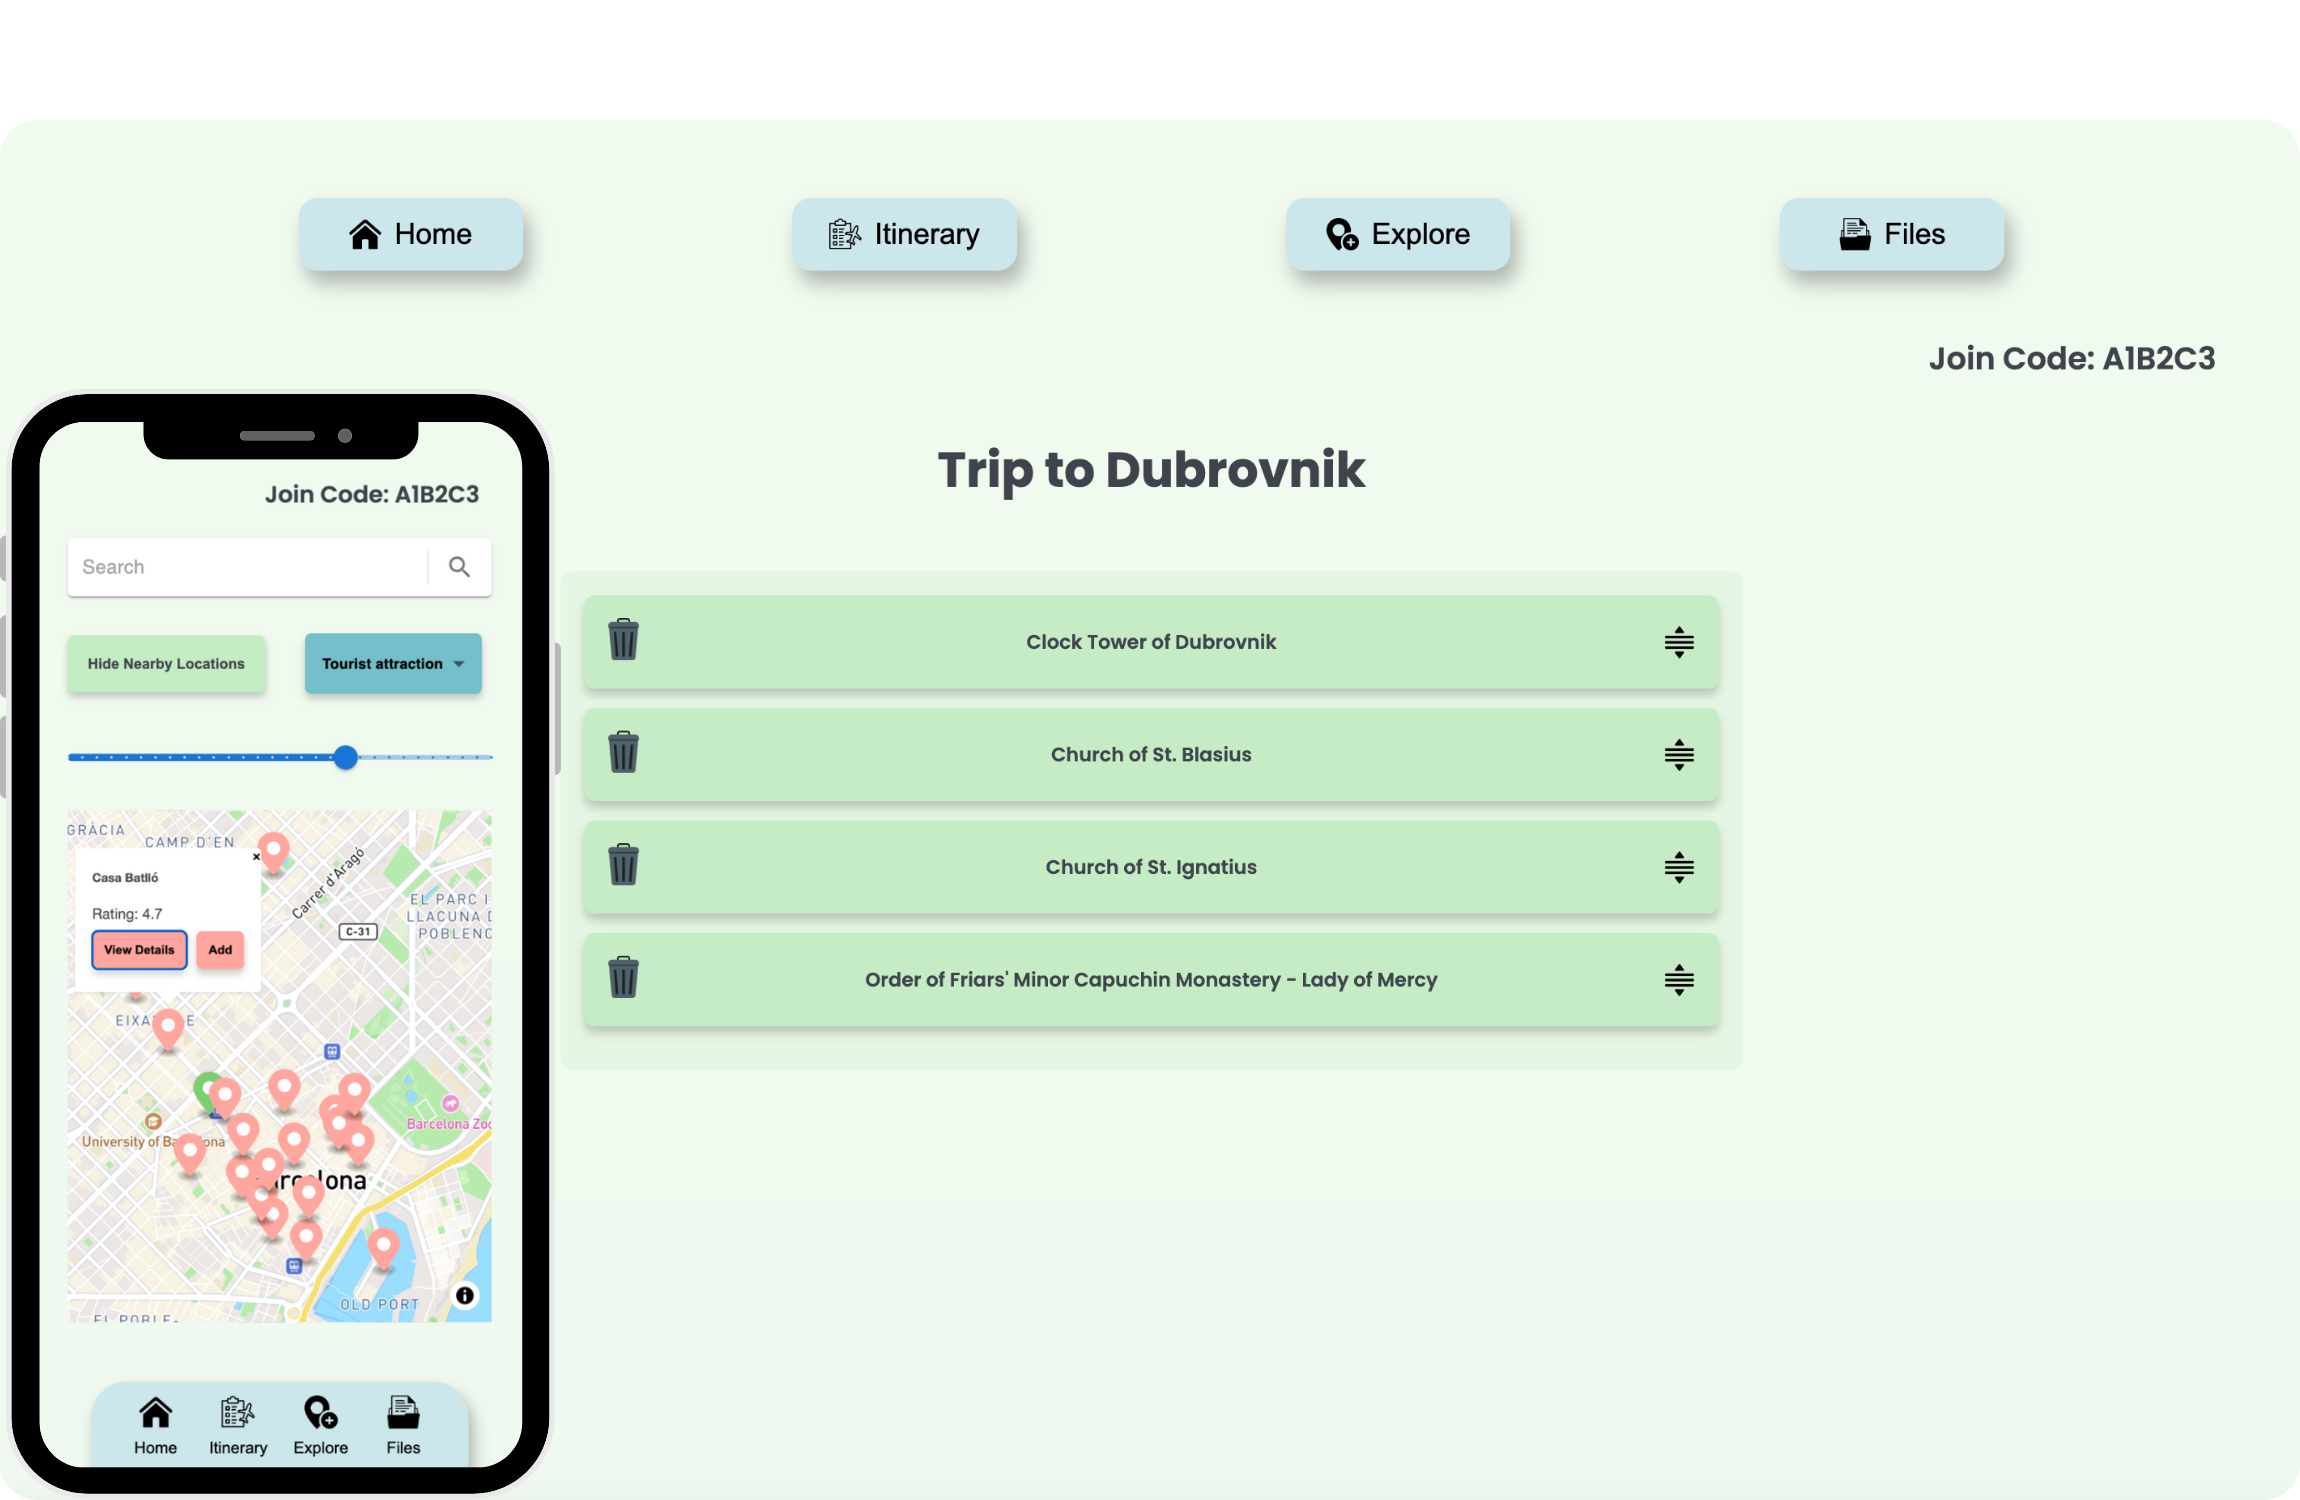 Home
Itinerary
Explore
Files
Join Code: A1B2C3
Trip to Dubrovnik
Clock Tower of Dubrovnik
Church of St. Blasius
Church of St. Ignatius
Order of Friars' Minor Capuchin Monastery - Lady of Mercy
Join Code: A1B2C3
Search
Hide Nearby Locations
Tourist attraction
GRÀCIA
CAMP D'EN
Carrer d'Aragó
Casa Batlló
Rating: 4.7
View Details
Add
EL PARC I
LLACUNA D
POBLENO
C-31
EIXA E
Barcelona Zoo
University of Ba ona
arcelona
OLD PORT
EL POBLE-
Home
Itinerary
Explore
Files